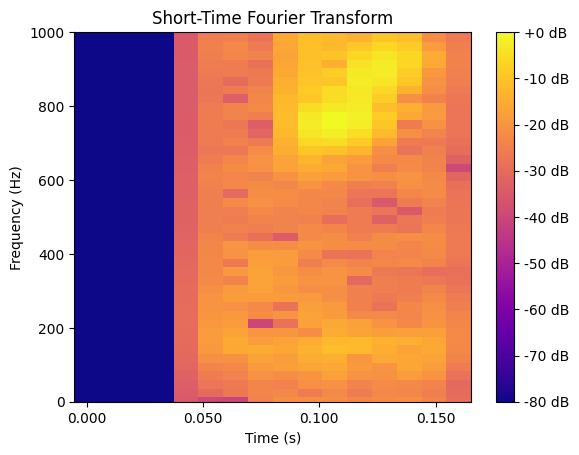 Short-Time Fourier Transform
1000
800
600
400
200
0
Frequency (Hz)
0.000
0.050
0.100
0.150
Time (s)
+0 dB
-10 dB
-20 dB
-30 dB
-40 dB
-50 dB
-60 dB
-70 dB
-80 dB